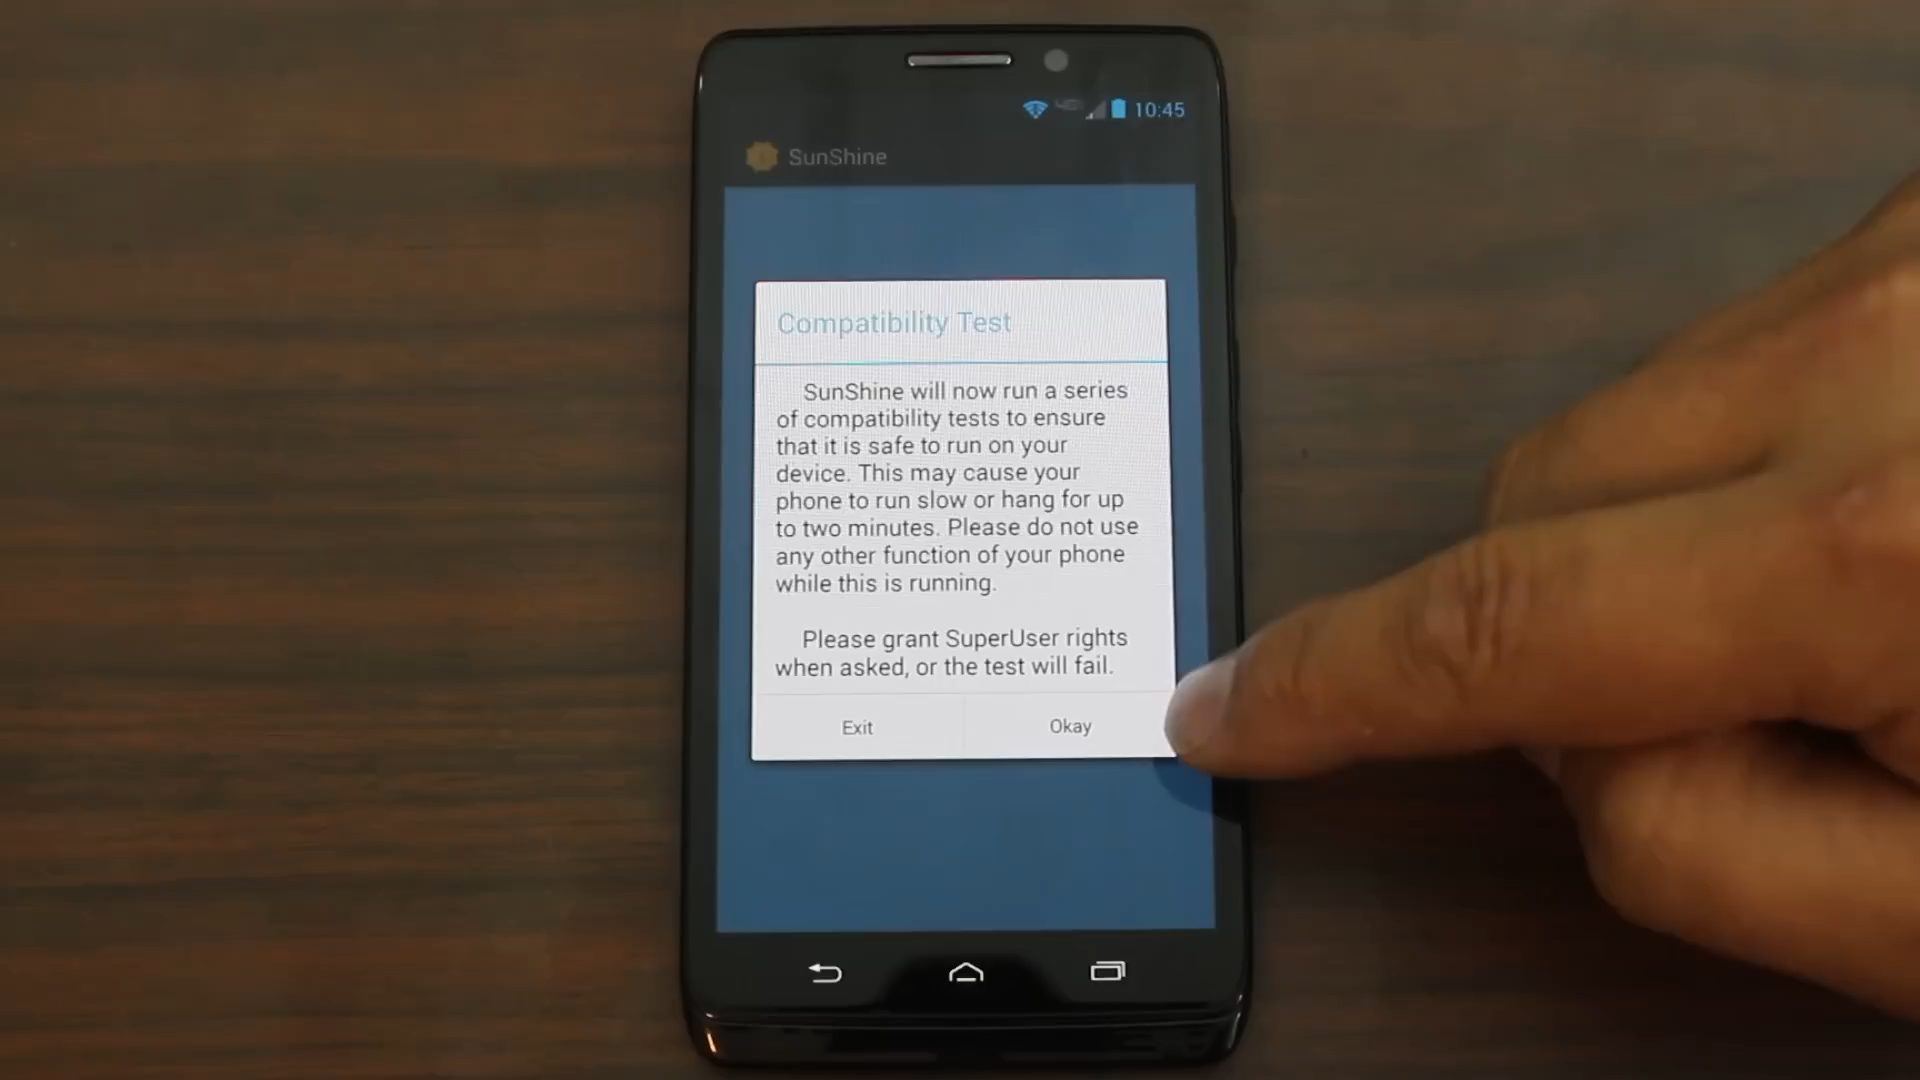 10:45
SunShine
Compatibility Test
SunShine will now run a series
of compatibility tests to ensure
that it is safe to run on your
device. This may cause your
phone to run slow or hang for up
to two minutes. Please do not use
any other function of your phone
while this is running.
Please grant SuperUser rights
when asked, or the test will fail.
Exit
Okay